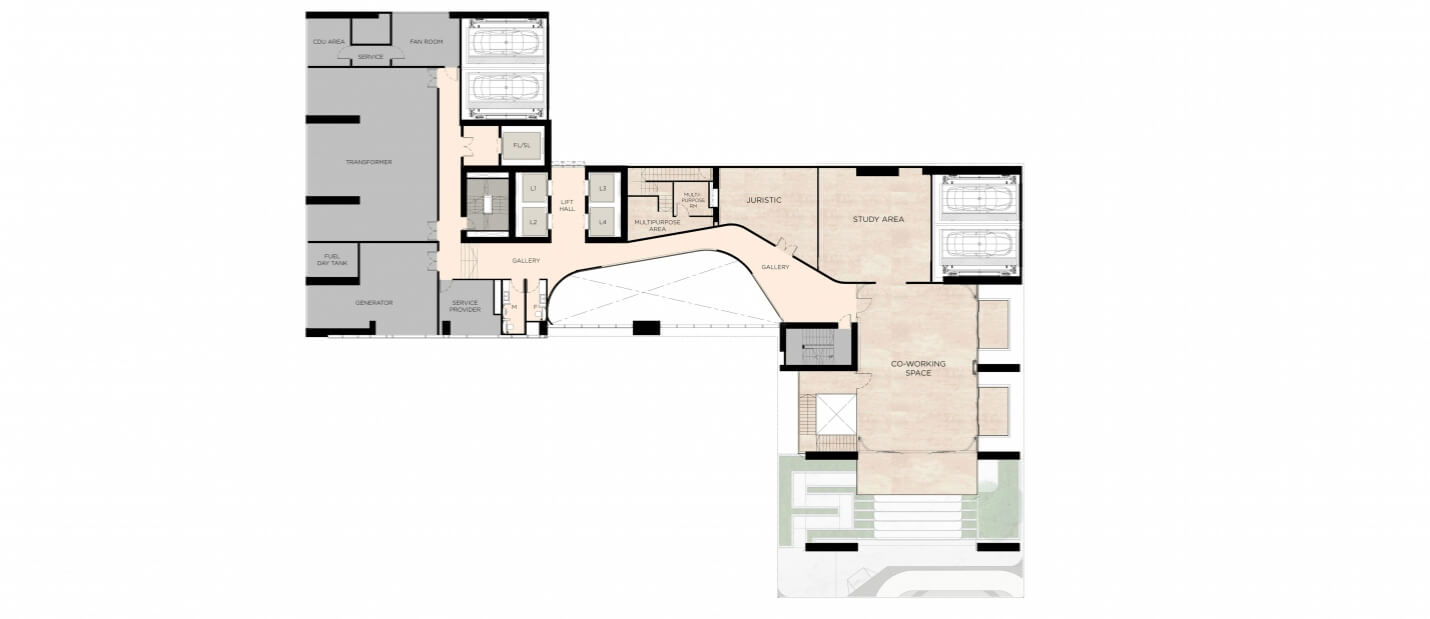 CDU AREA
FAN ROOM
SERVICE
TRANSFORMER
FL/SL
L1
L3
LIFT
HALL
L2
L4
MULTI-
PURPOSE
RM
MULTIPURPOSE
AREA
JURISTIC
STUDY AREA
FUEL
DAY TANK
GALLERY
GALLERY
GENERATOR
SERVICE
PROVIDER
M
F
CO-WORKING
SPACE